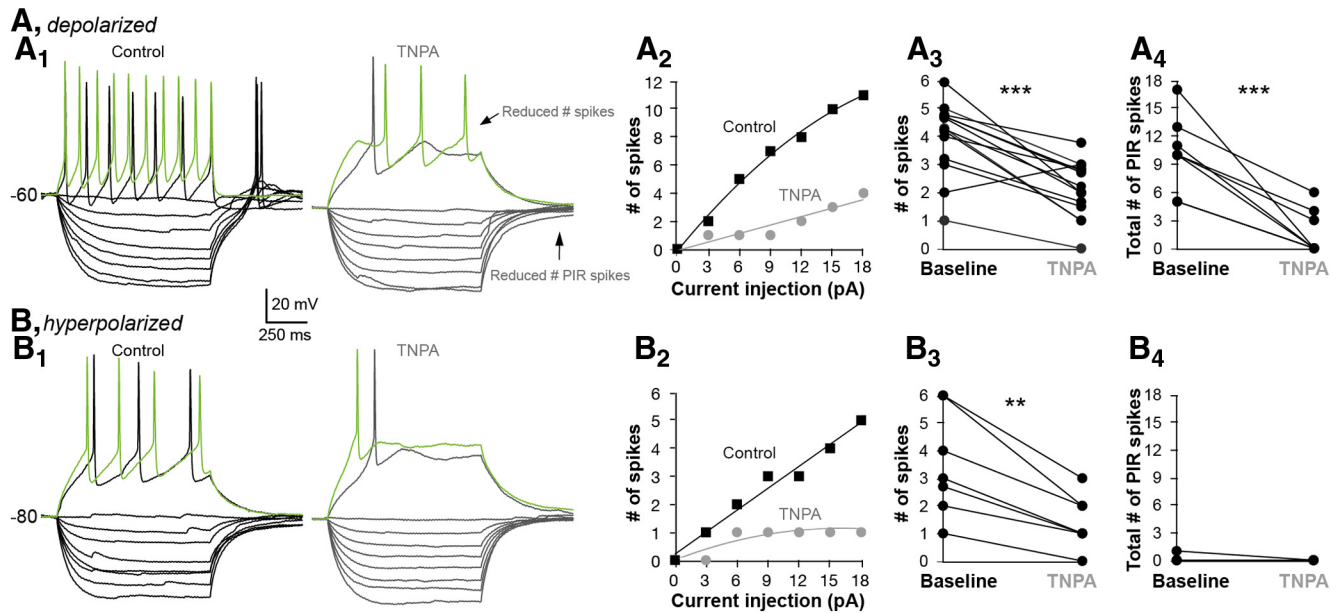 A, depolarized
A1
Control
TNPA
Reduced # spikes
-60
Reduced # PIR spikes
20 mV
250 ms
A2
12
10
8
6
4
2
0
# of spikes
Control
TNPA
0 3 6 9 12 15 18
Current injection (pA)
A3
6
5
4
3
2
1
0
# of spikes
***
Baseline TNPA
A4
18
15
12
9
6
3
0
Total # of PIR spikes
***
Baseline TNPA
B, hyperpolarized
B1
Control
TNPA
-80
B2
6
5
4
3
2
1
0
# of spikes
Control
TNPA
0 3 6 9 12 15 18
Current injection (pA)
B3
6
5
4
3
2
1
0
# of spikes
**
Baseline TNPA
B4
18
15
12
9
6
3
0
Total # of PIR spikes
Baseline TNPA